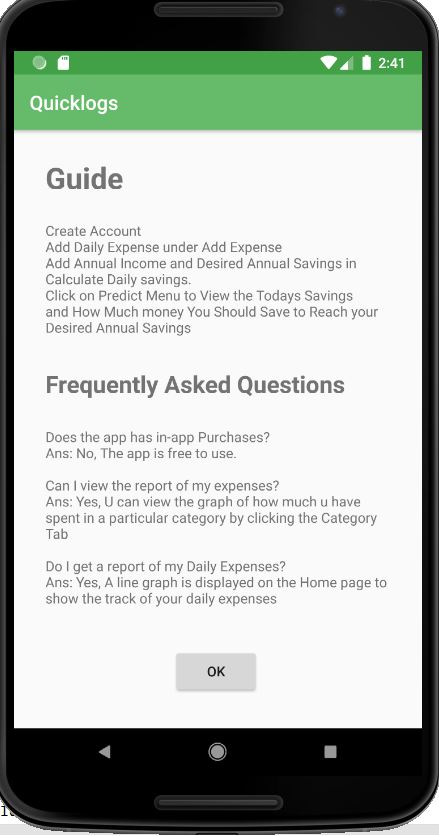 2:41
Quicklogs
Guide
Create Account
Add Daily Expense under Add Expense
Add Annual Income and Desired Annual Savings in
Calculate Daily savings.
Click on Predict Menu to View the Todays Savings
and How Much money You Should Save to Reach your
Desired Annual Savings
Frequently Asked Questions
Does the app has in-app Purchases?
Ans: No, The app is free to use.
Can I view the report of my expenses?
Ans: Yes, U can view the graph of how much u have
spent in a particular category by clicking the Category
Tab
Do I get a report of my Daily Expenses?
Ans: Yes, A line graph is displayed on the Home page to
show the track of your daily expenses
OK